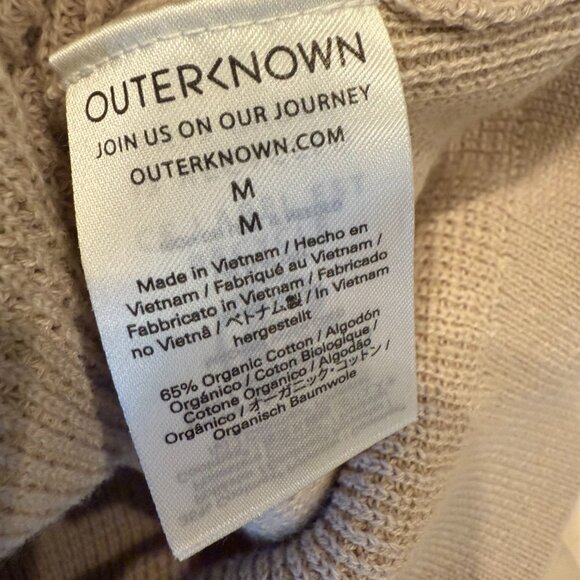 OUTERKNOWN
JOIN US ON OUR JOURNEY
OUTERKNOWN.COM
M
M
Made in Vietnam / Hecho en
Vietnam / Fabriqué au Vietnam /
Fabbricato in Vietnam / Fabricado
no Vietnã / ベトナム製 / In Vietnam
hergestellt
65% Organic Cotton / Algodón
Orgánico / Coton Biologique /
Cotone Organico / Algodão
Orgânico / オーガニック・コットン /
Organisch Baumwole